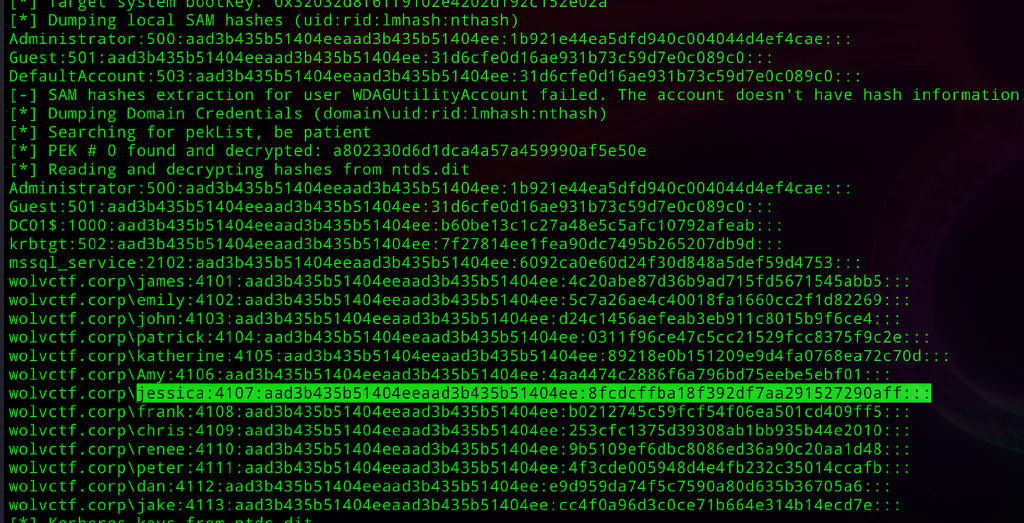 [*] Target system bootKey: 0x32032d8f6ff9102e4202df92c152e02a
[*] Dumping local SAM hashes (uid:rid:lmhash:nthash)
Administrator:500:aad3b435b51404eeaad3b435b51404ee:1b921e44ea5dfd940c004044d4ef4cae:::
Guest:501:aad3b435b51404eeaad3b435b51404ee:31d6cfe0d16ae931b73c59d7e0c089c0:::
DefaultAccount:503:aad3b435b51404eeaad3b435b51404ee:31d6cfe0d16ae931b73c59d7e0c089c0:::
[-] SAM hashes extraction for user WDAGUtilityAccount failed. The account doesn't have hash information
[*] Dumping Domain Credentials (domain\uid:rid:lmhash:nthash)
[*] Searching for pekList, be patient
[*] PEK # 0 found and decrypted: a802330d6d1dca4a57a459990af5e50e
[*] Reading and decrypting hashes from ntds.dit
Administrator:500:aad3b435b51404eeaad3b435b51404ee:1b921e44ea5dfd940c004044d4ef4cae:::
Guest:501:aad3b435b51404eeaad3b435b51404ee:31d6cfe0d16ae931b73c59d7e0c089c0:::
DC01$:1000:aad3b435b51404eeaad3b435b51404ee:b60be13c1c27a48e5c5afc10792afeab:::
krbtgt:502:aad3b435b51404eeaad3b435b51404ee:7f27814ee1fea90dc7495b265207db9d:::
mssql_service:2102:aad3b435b51404eeaad3b435b51404ee:6092ca0e60d24f30d848a5def59d4753:::
wolvctf.corp\james:4101:aad3b435b51404eeaad3b435b51404ee:4c20abe87d36b9ad715fd5671545abb5:::
wolvctf.corp\emily:4102:aad3b435b51404eeaad3b435b51404ee:5c7a26ae4c40018fa1660cc2f1d82269:::
wolvctf.corp\john:4103:aad3b435b51404eeaad3b435b51404ee:d24c1456aefeab3eb911c8015b9f6ce4:::
wolvctf.corp\patrick:4104:aad3b435b51404eeaad3b435b51404ee:0311f96ce47c5cc21529fcc8375f9c2e:::
wolvctf.corp\katherine:4105:aad3b435b51404eeaad3b435b51404ee:89218e0b151209e9d4fa0768ea72c70d:::
wolvctf.corp\Amy:4106:aad3b435b51404eeaad3b435b51404ee:4aa4474c2886f6a796bd75eebe5ebf01:::
wolvctf.corp\jessica:4107:aad3b435b51404eeaad3b435b51404ee:8fcdcffba18f392df7aa291527290aff:::
wolvctf.corp\frank:4108:aad3b435b51404eeaad3b435b51404ee:b0212745c59fcf54f06ea501cd409ff5:::
wolvctf.corp\chris:4109:aad3b435b51404eeaad3b435b51404ee:253cfc1375d39308ab1bb935b44e2010:::
wolvctf.corp\renee:4110:aad3b435b51404eeaad3b435b51404ee:9b5109ef6dbc8086ed36a90c20aa1d48:::
wolvctf.corp\peter:4111:aad3b435b51404eeaad3b435b51404ee:4f3cde005948d4e4fb232c35014ccafb:::
wolvctf.corp\dan:4112:aad3b435b51404eeaad3b435b51404ee:e9d959da74f5c7590a80d635b36705a6:::
wolvctf.corp\jake:4113:aad3b435b51404eeaad3b435b51404ee:cc4f0a96d3c0ce71b664e314b14ecd7e:::
[*] Kerberos keys from ntds.dit